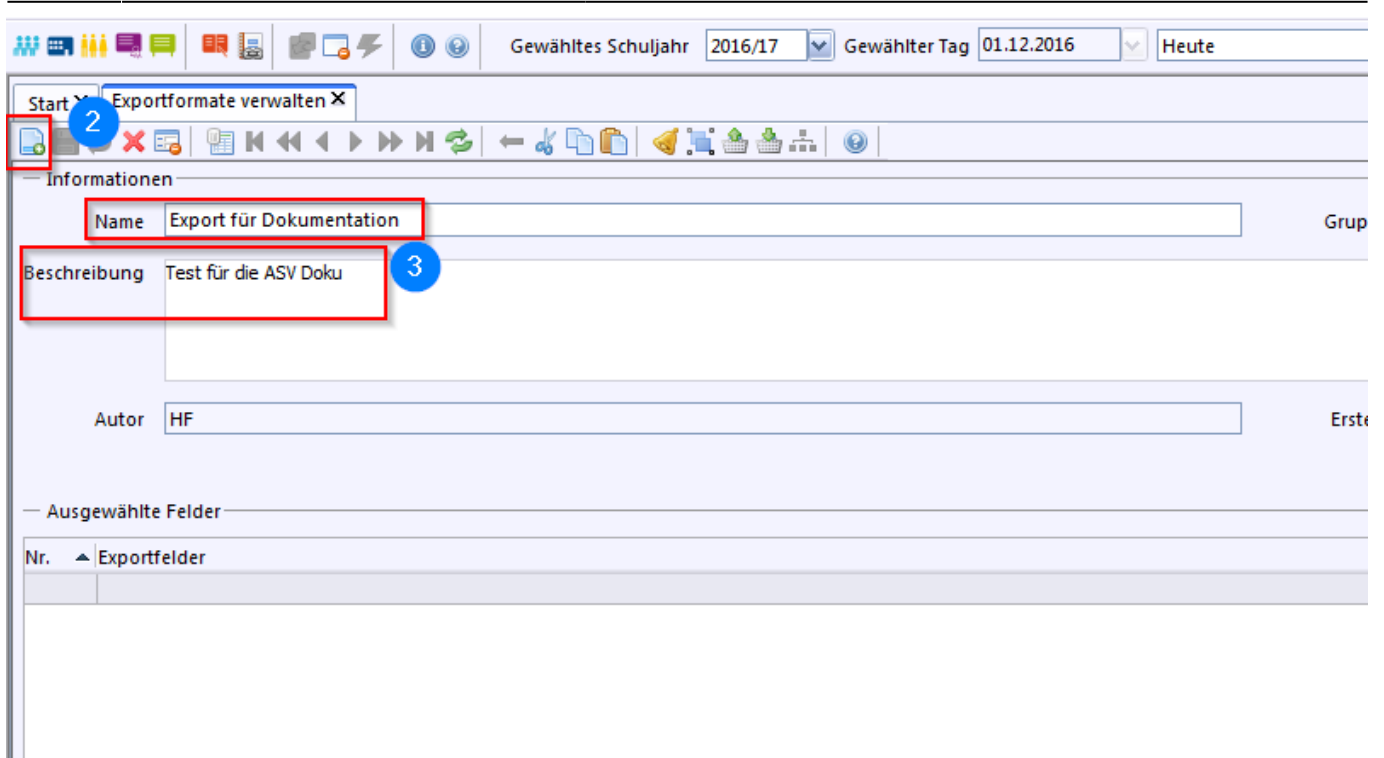 Gewähltes Schuljahr 2016/17 Gewählter Tag 01.12.2016 Heute
Start Exportformate verwalten
2
Informationen
Name Export für Dokumentation Grup
Beschreibung Test für die ASV Doku 3
Autor HF Erste
Ausgewählte Felder
Nr. Exportfelder